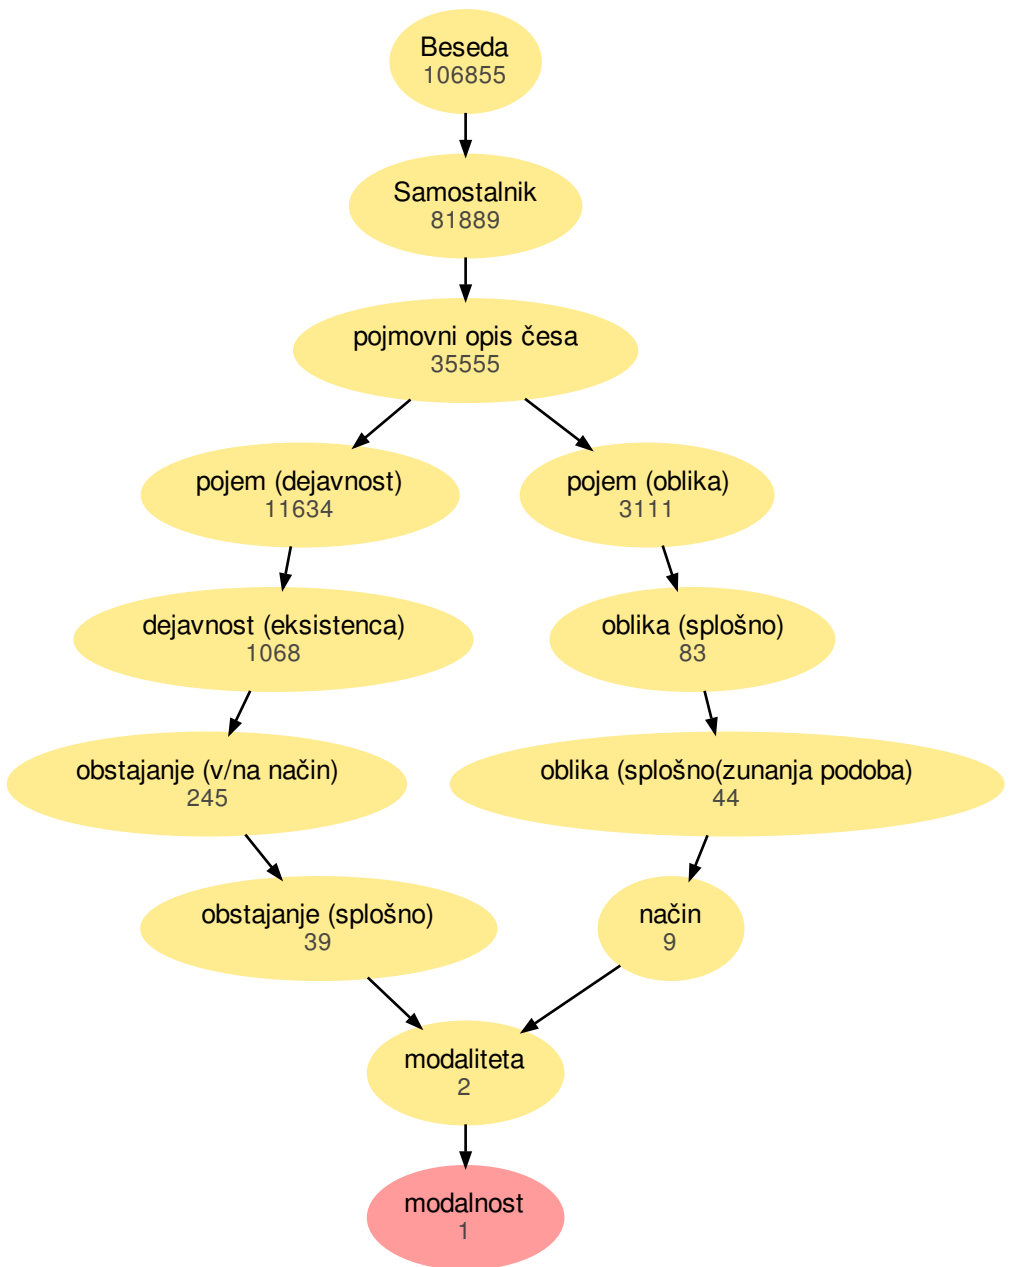 Beseda
106855
Samostalnik
81889
pojmovni opis česa
35555
pojem (dejavnost)
11634
pojem (oblika)
3111
dejavnost (eksistenca)
1068
oblika (splošno)
83
obstajanje (v/na način)
245
oblika (splošno(zunanja podoba)
44
obstajanje (splošno)
39
način
9
modaliteta
2
modalnost
1